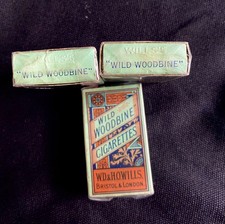 "WILD WOODBINE"
WILLS'S
"WILD WOODBINE"
WILD
WOODBINE
CIGARETTES
W.D.& H.O. WILLS.
BRISTOL & LONDON.